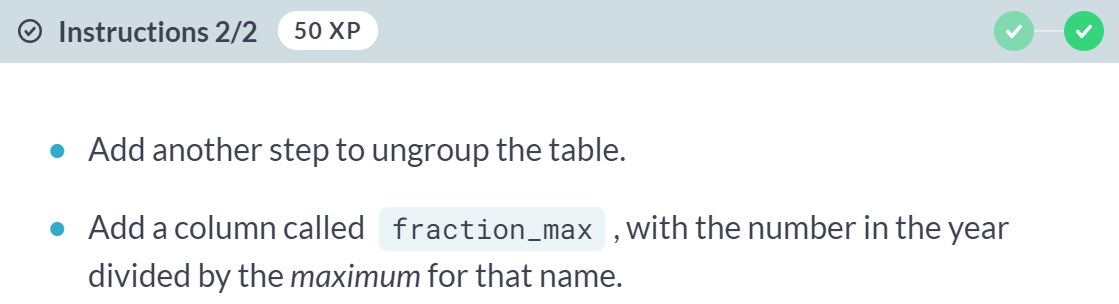 Instructions 2/2 50 XP
Add another step to ungroup the table.
Add a column called fraction_max , with the number in the year
divided by the maximum for that name.